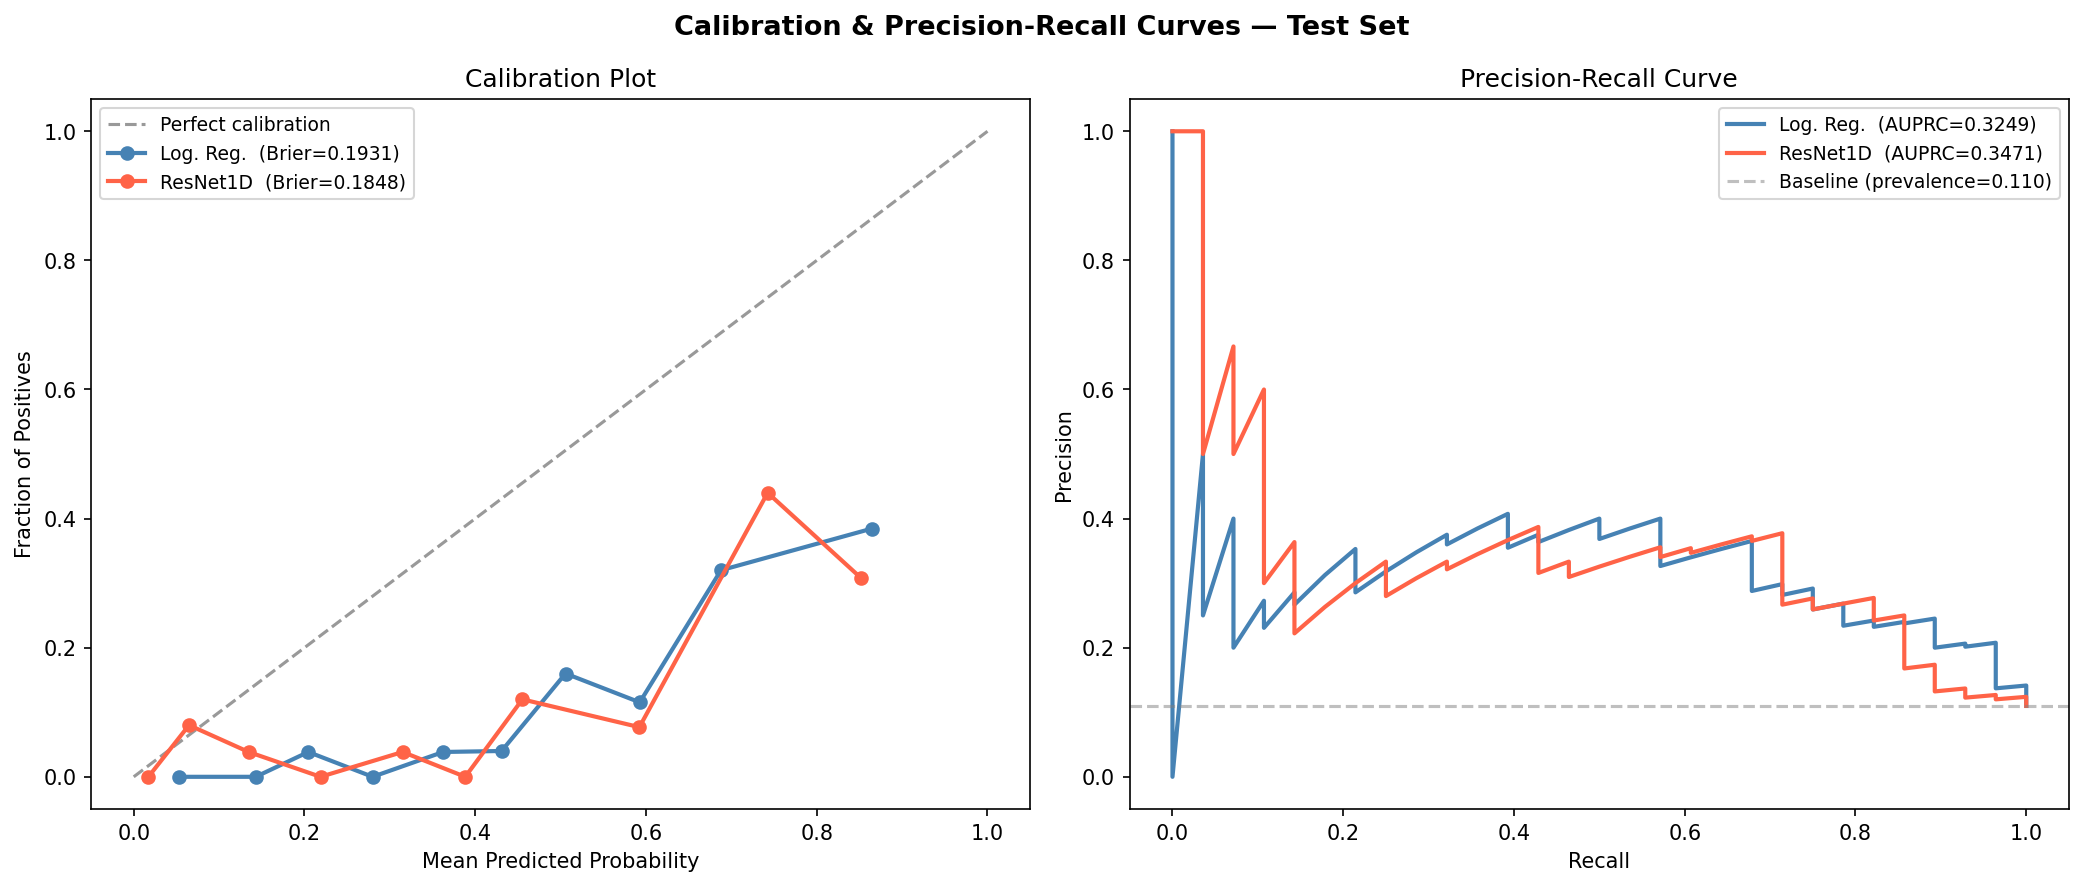 Calibration & Precision-Recall Curves — Test Set
Calibration Plot
Perfect calibration
Log. Reg. (Brier=0.1931)
ResNet1D (Brier=0.1848)
1.0
0.8
0.6
0.4
0.2
0.0
Fraction of Positives
0.0 0.2 0.4 0.6 0.8 1.0
Mean Predicted Probability
Precision-Recall Curve
Log. Reg. (AUPRC=0.3249)
ResNet1D (AUPRC=0.3471)
Baseline (prevalence=0.110)
1.0
0.8
0.6
0.4
0.2
0.0
Precision
0.0 0.2 0.4 0.6 0.8 1.0
Recall